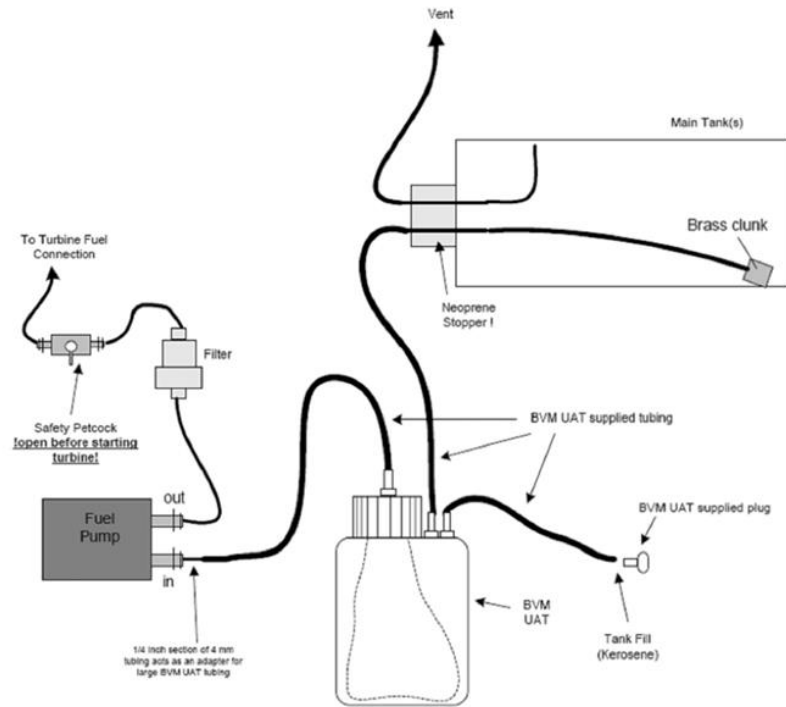 Vent
Main Tank(s)
Brass clunk
To Turbine Fuel
Connection
Neoprene
Stopper !
Filter
Safety Petcock
!open before starting
turbine!
BVM UAT supplied tubing
out
Fuel
Pump
in
BVM UAT supplied plug
BVM
UAT
Tank Fill
(Kerosene)
1/4 inch section of 4 mm
tubing acts as an adapter for
large BVM UAT tubing